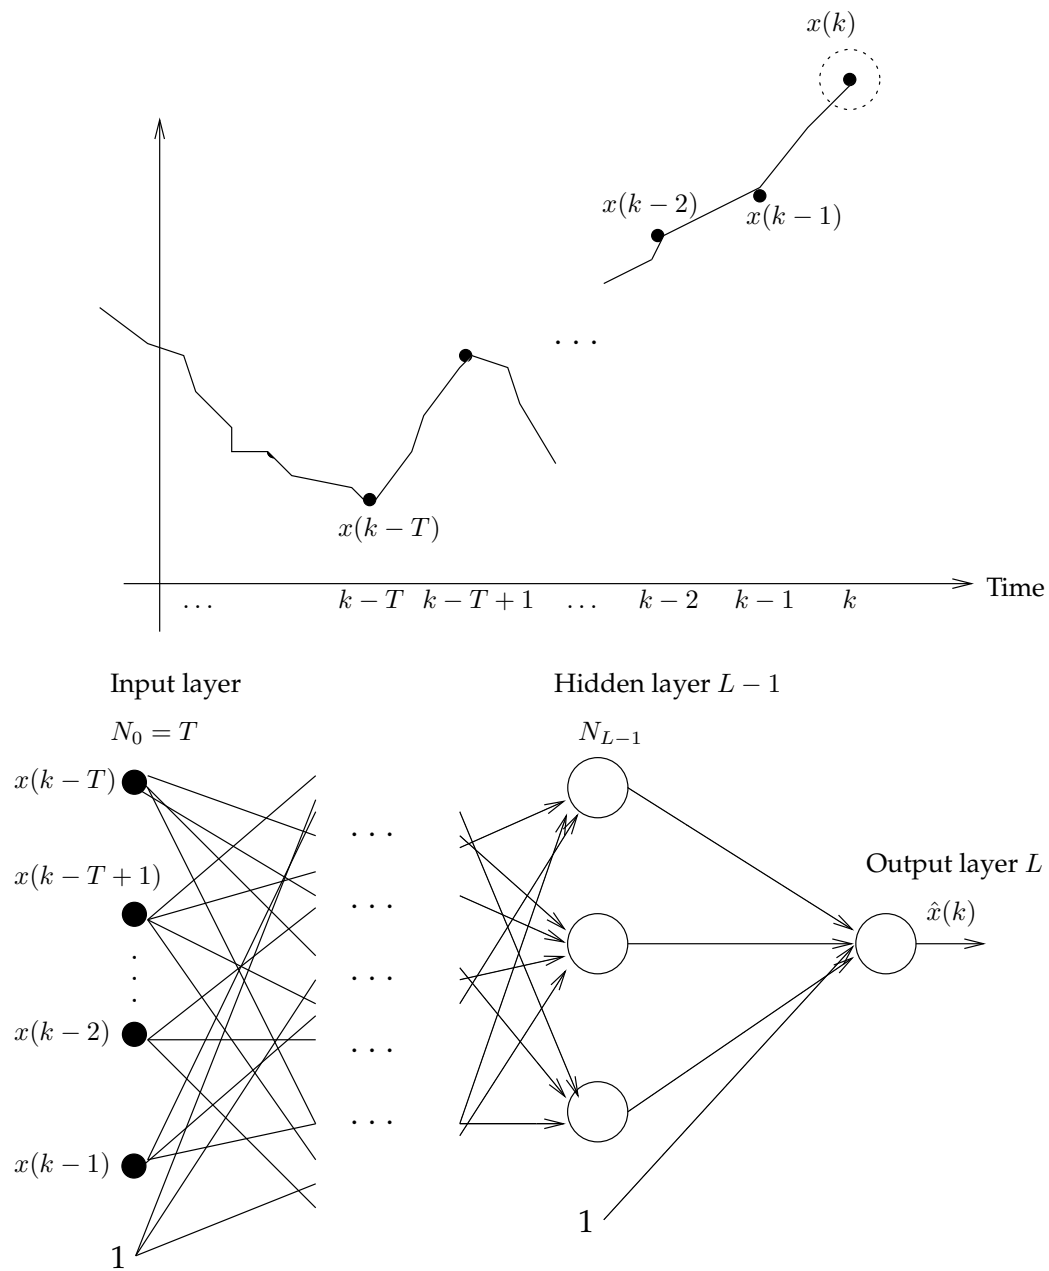 x(k)
x(k − 2)
x(k − 1)
. . .
x(k − T)
Time
. . . k − T k − T + 1 . . . k − 2 k − 1 k
Input layer Hidden layer L − 1
N₀ = T N_{L−1}
x(k − T)
. . .
Output layer L
x(k − T + 1)
. . .
x̂(k)
. . .
x(k − 2)
. . .
. . .
x(k − 1)
1
1